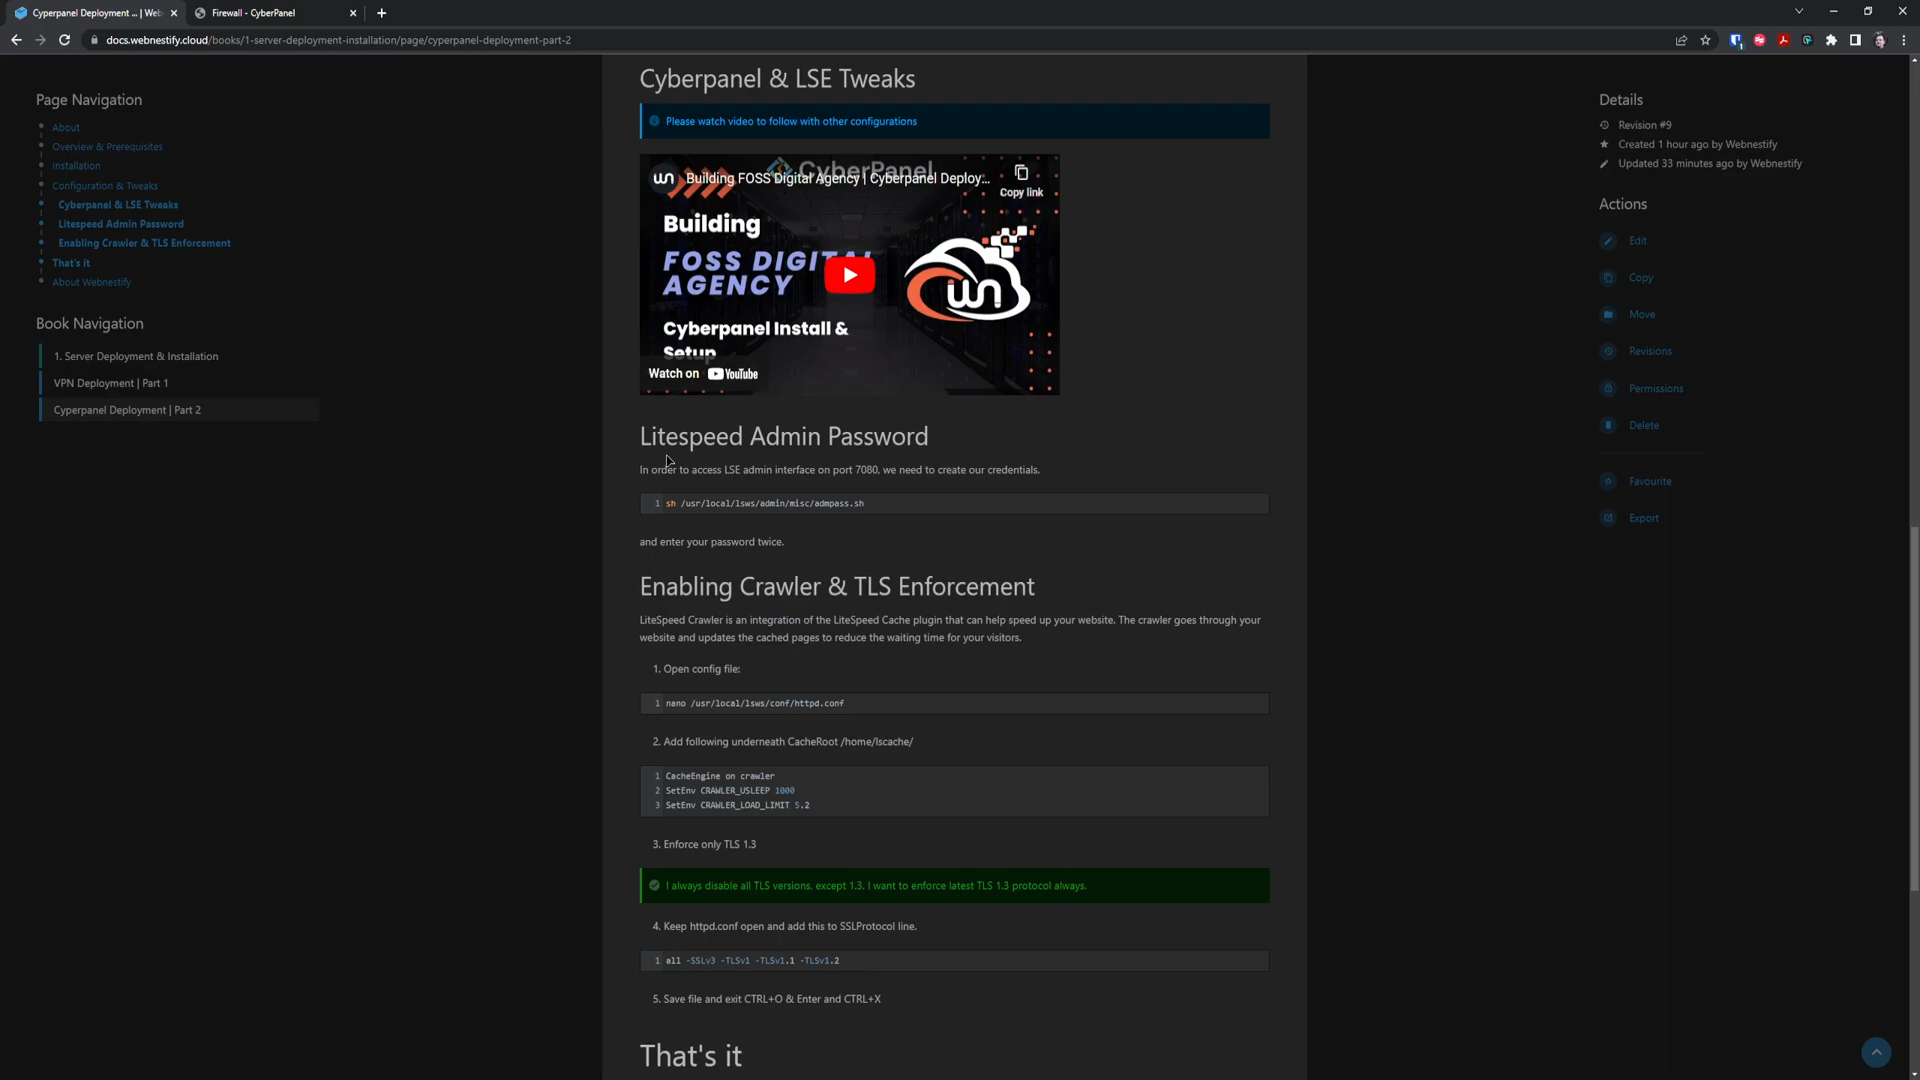 Cyperpanel Deployment ... | Web
Firewall - CyberPanel
docs.webnestify.cloud/books/1-server-deployment-installation/page/cyperpanel-deployment-part-2
Page Navigation
About
Overview & Prerequisites
Installation
Configuration & Tweaks
Cyberpanel & LSE Tweaks
Litespeed Admin Password
Enabling Crawler & TLS Enforcement
That's it
About Webnestify
Book Navigation
1. Server Deployment & Installation
VPN Deployment | Part 1
Cyperpanel Deployment | Part 2
Cyberpanel & LSE Tweaks
Please watch video to follow with other configurations
CyberPanel
wn Building FOSS Digital Agency | Cyberpanel Deploy...
Copy link
Building
FOSS DIGITAL
AGENCY
wn
Cyberpanel Install &
Setup
Watch on YouTube
Litespeed Admin Password
In order to access LSE admin interface on port 7080, we need to create our credentials.
1 sh /usr/local/lsws/admin/misc/admpass.sh
and enter your password twice.
Enabling Crawler & TLS Enforcement
LiteSpeed Crawler is an integration of the LiteSpeed Cache plugin that can help speed up your website. The crawler goes through your
website and updates the cached pages to reduce the waiting time for your visitors.
1. Open config file:
1 nano /usr/local/lsws/conf/httpd.conf
2. Add following underneath CacheRoot /home/lscache/
1 CacheEngine on crawler
2 SetEnv CRAWLER_USLEEP 1000
3 SetEnv CRAWLER_LOAD_LIMIT 5.2
3. Enforce only TLS 1.3
I always disable all TLS versions, except 1.3. I want to enforce latest TLS 1.3 protocol always.
4. Keep httpd.conf open and add this to SSLProtocol line.
1 all -SSLv3 -TLSv1 -TLSv1.1 -TLSv1.2
5. Save file and exit CTRL+O & Enter and CTRL+X
That's it
Details
Revision #9
Created 1 hour ago by Webnestify
Updated 33 minutes ago by Webnestify
Actions
Edit
Copy
Move
Revisions
Permissions
Delete
Favourite
Export